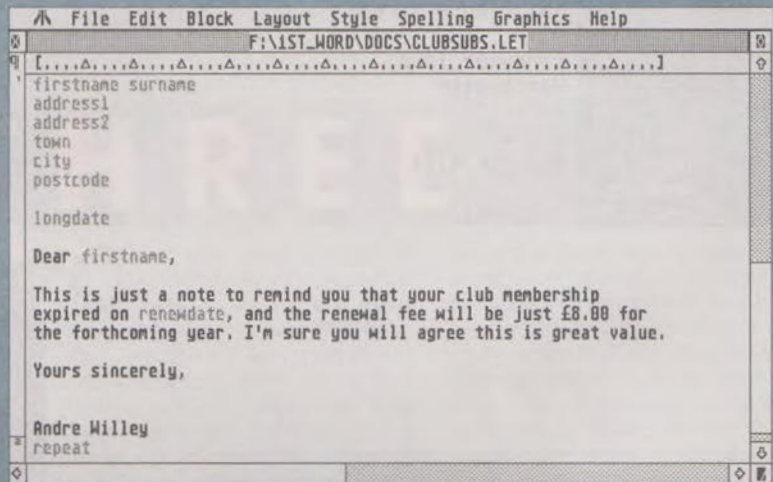 File Edit Block Layout Style Spelling Graphics Help
F:\1ST_WORD\DOCS\CLUBSUBS.LET
firstname surname
address1
address2
town
city
postcode
longdate
Dear firstname,
This is just a note to remind you that your club membership
expired on renewdate, and the renewal fee will be just £8.00 for
the forthcoming year. I'm sure you will agree this is great value.
Yours sincerely,
Andre Willey
repeat